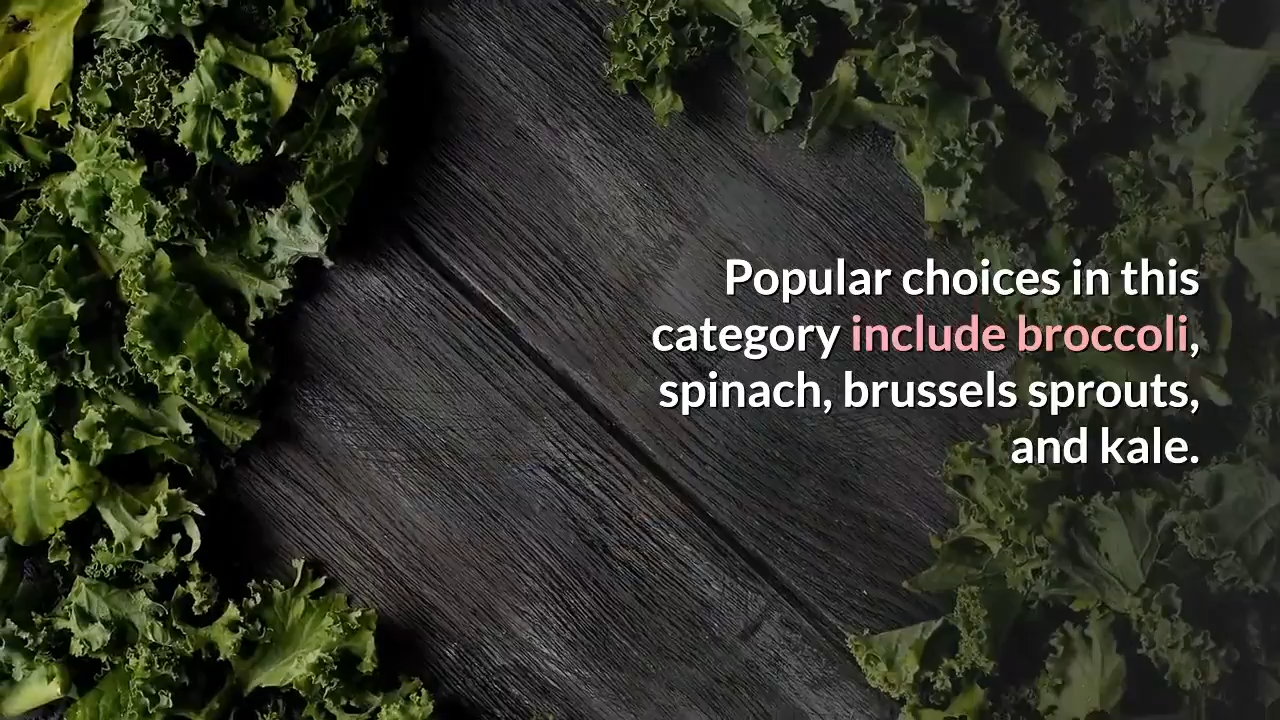 Popular choices in this
category include broccoli,
spinach, brussels sprouts,
and kale.